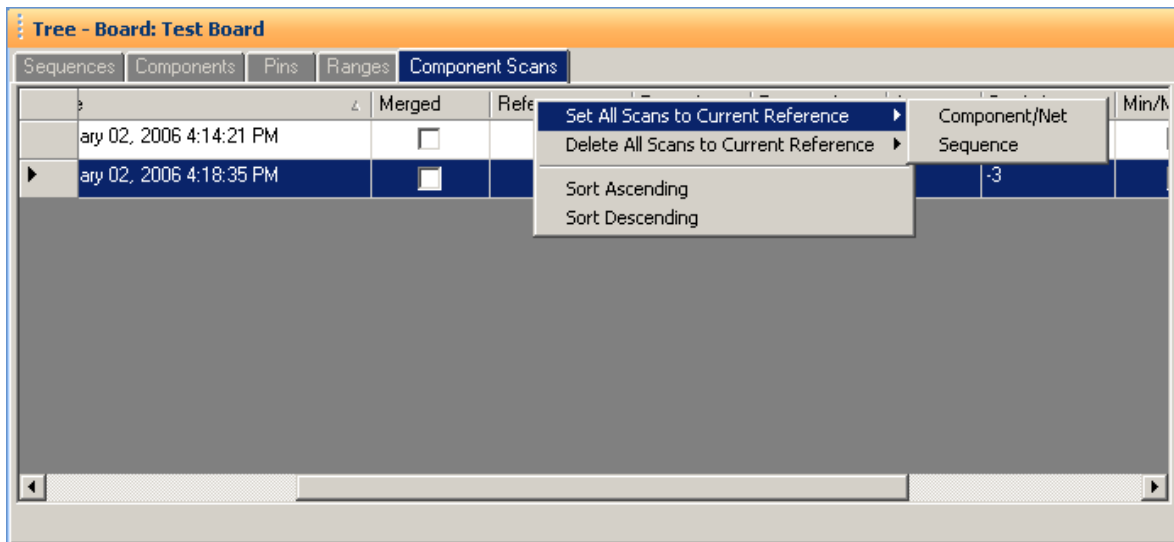 Tree - Board: Test Board
Sequences Components Pins Ranges Component Scans
Merged
ary 02, 2006 4:14:21 PM
ary 02, 2006 4:18:35 PM -3
Set All Scans to Current Reference
Delete All Scans to Current Reference
Sort Ascending
Sort Descending
Component/Net
Sequence